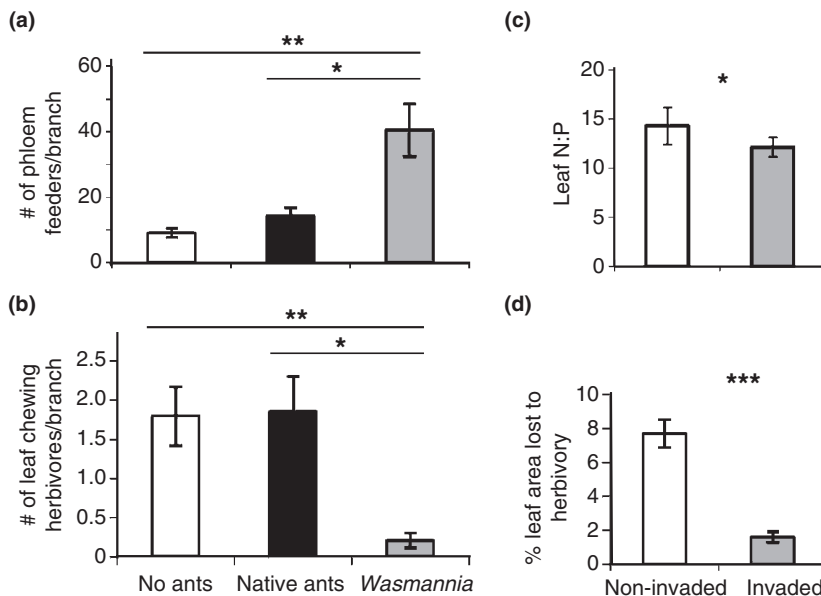 (a)
**
*
60
40
20
0
# of phloem
feeders/branch
(b)
**
*
2.5
2.0
1.5
1.0
0.5
0
# of leaf chewing
herbivores/branch
No ants
Native ants
Wasmannia
(c)
*
20
15
10
5
0
Leaf N:P
(d)
***
10
8
6
4
2
0
% leaf area lost to
herbivory
Non-invaded
Invaded